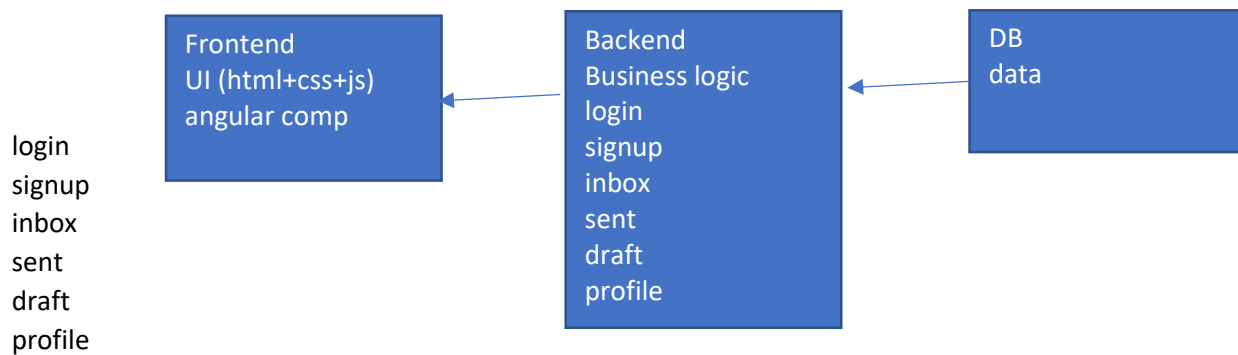 Frontend
UI (html+css+js)
angular comp
Backend
Business logic
login
signup
inbox
sent
draft
profile
DB
data
login
signup
inbox
sent
draft
profile